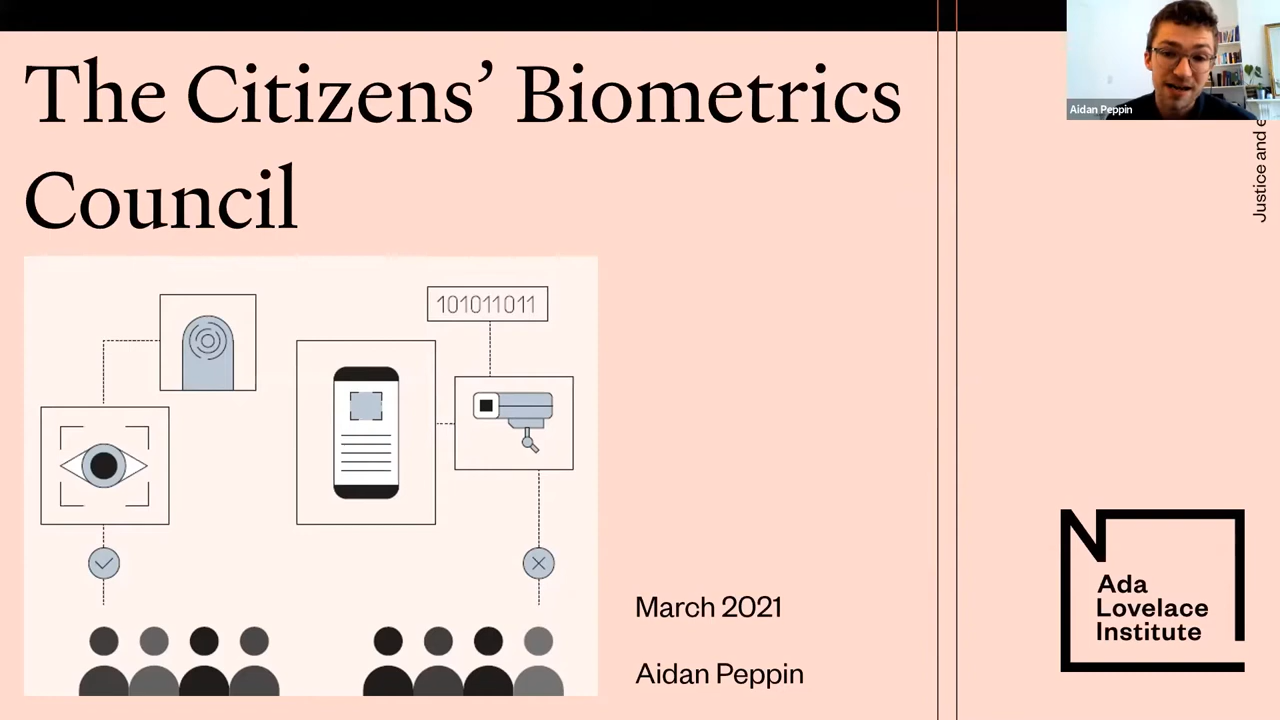 The Citizens’ Biometrics
Council
Aidan Peppin
Justice and
101011011
March 2021
Aidan Peppin
Ada
Lovelace
Institute